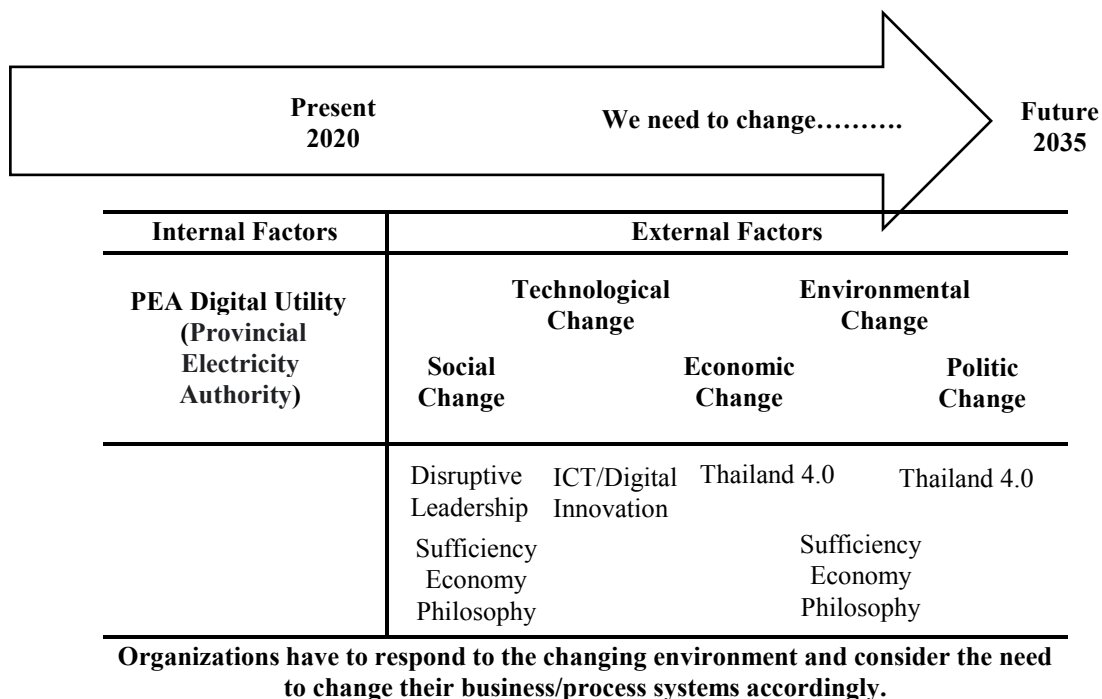 Present
2020
We need to change……….
Future
2035
Internal Factors
External Factors
PEA Digital Utility
(Provincial
Electricity
Authority)
Technological
Change
Environmental
Change
Social
Change
Economic
Change
Politic
Change
Disruptive
Leadership
ICT/Digital
Innovation
Thailand 4.0
Thailand 4.0
Sufficiency
Economy
Philosophy
Sufficiency
Economy
Philosophy
Organizations have to respond to the changing environment and consider the need
to change their business/process systems accordingly.